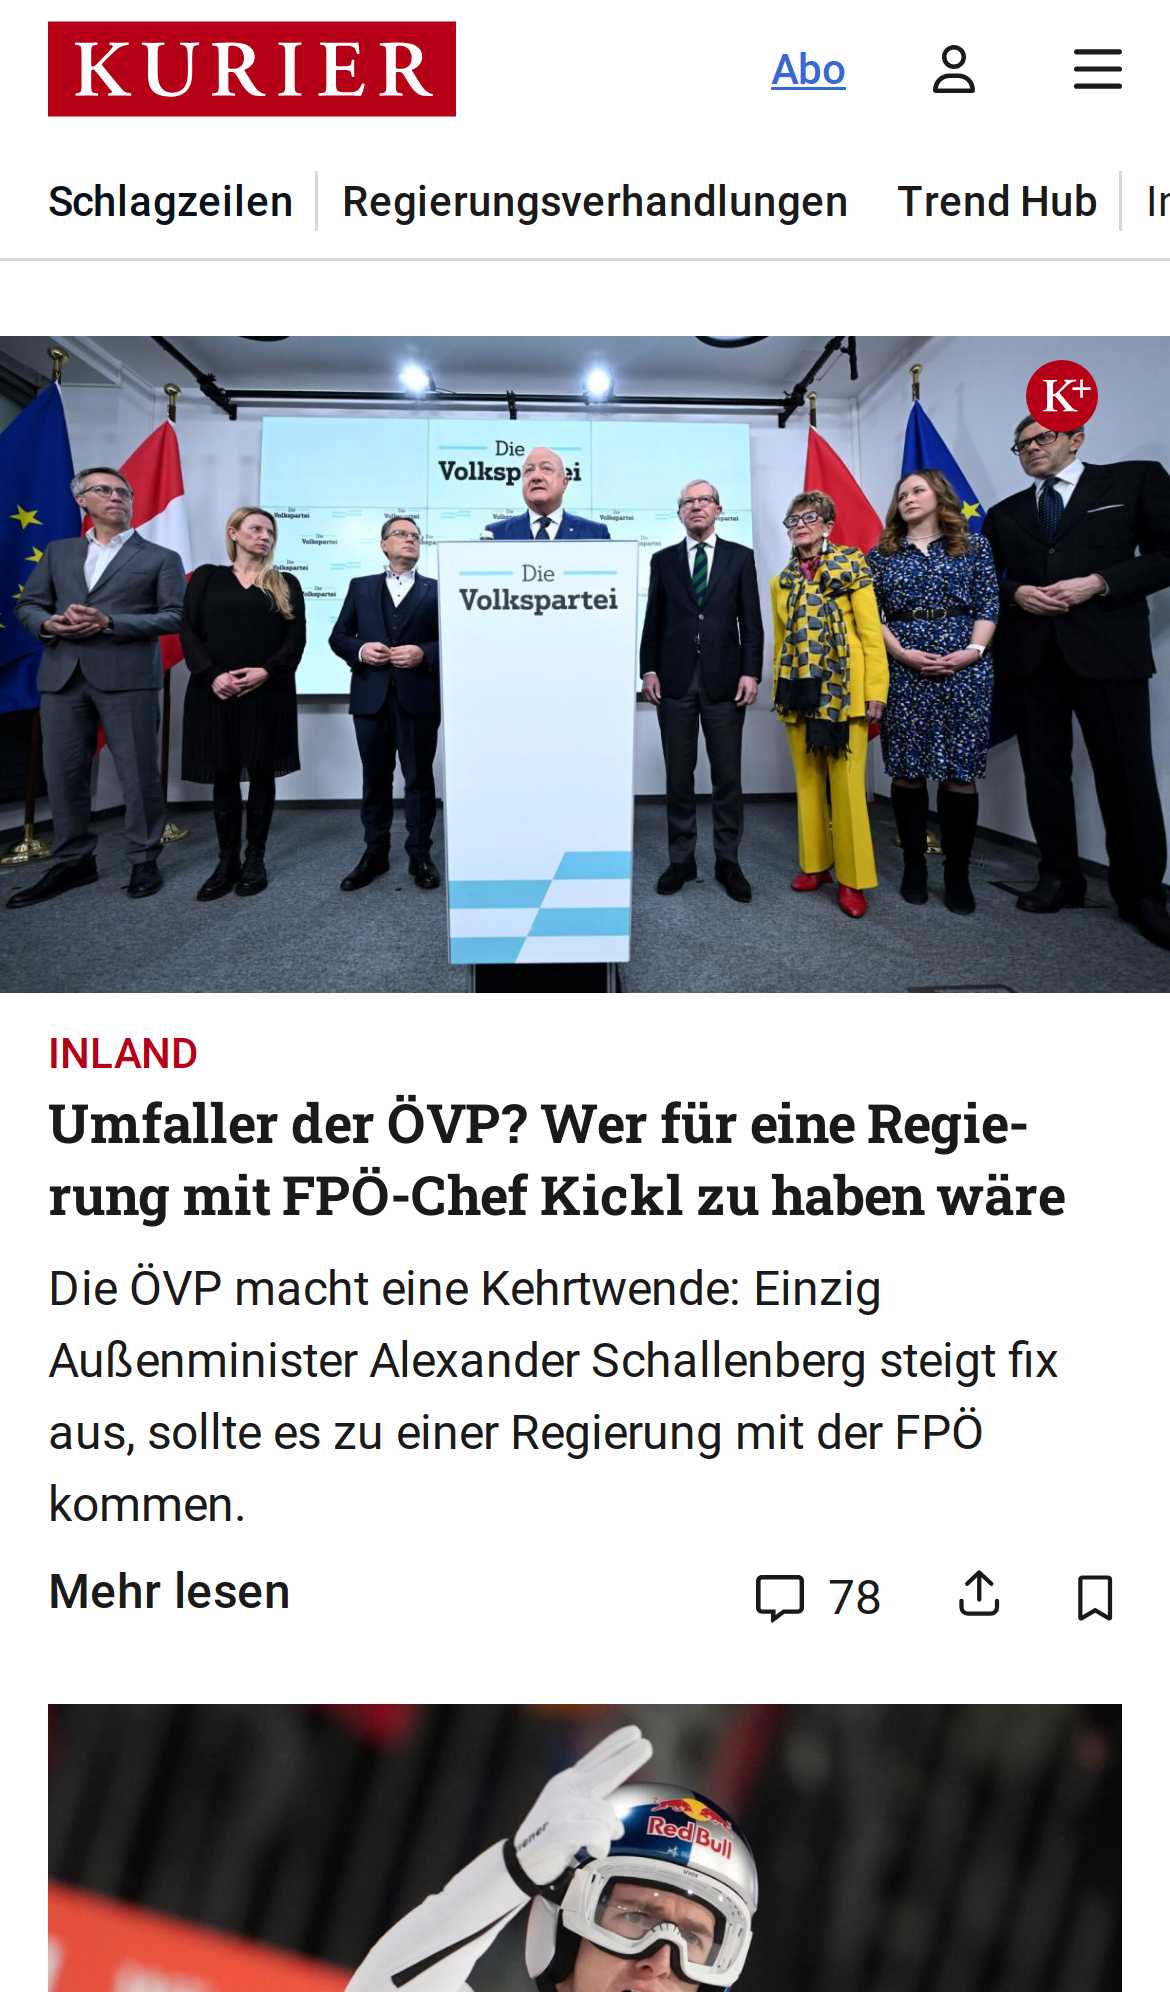 KURIER
Abo
Schlagzeilen
Regierungsverhandlungen
Trend Hub
In
K+
Die
Volkspartei
Die
Volkspartei
INLAND
Umfaller der ÖVP? Wer für eine Regie-
rung mit FPÖ-Chef Kickl zu haben wäre
Die ÖVP macht eine Kehrtwende: Einzig
Außenminister Alexander Schallenberg steigt fix
aus, sollte es zu einer Regierung mit der FPÖ
kommen.
Mehr lesen
78
Red Bull